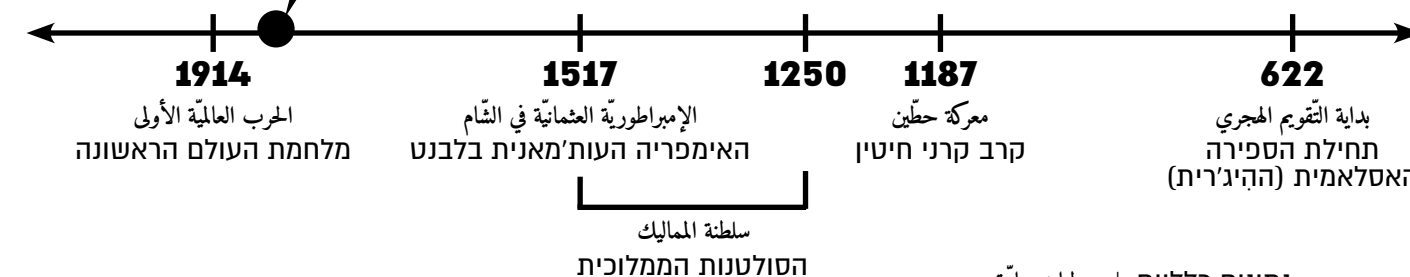 622
بداية التّقويم الهجري
תחילת הספירה
האסלאמית (ההִיג'רית)
1187
معركة حطّين
קרב קרני חיטין
1250
1517
الإمبراطوريّة العثمانيّة في الشّام
האימפריה העות'מאנית בלבנט
سلطنة المماليك
הסולטנות הממלוכית
1914
الحرب العالميّة الأولى
מלחמת העולם הראשונה
נתונים כלליים